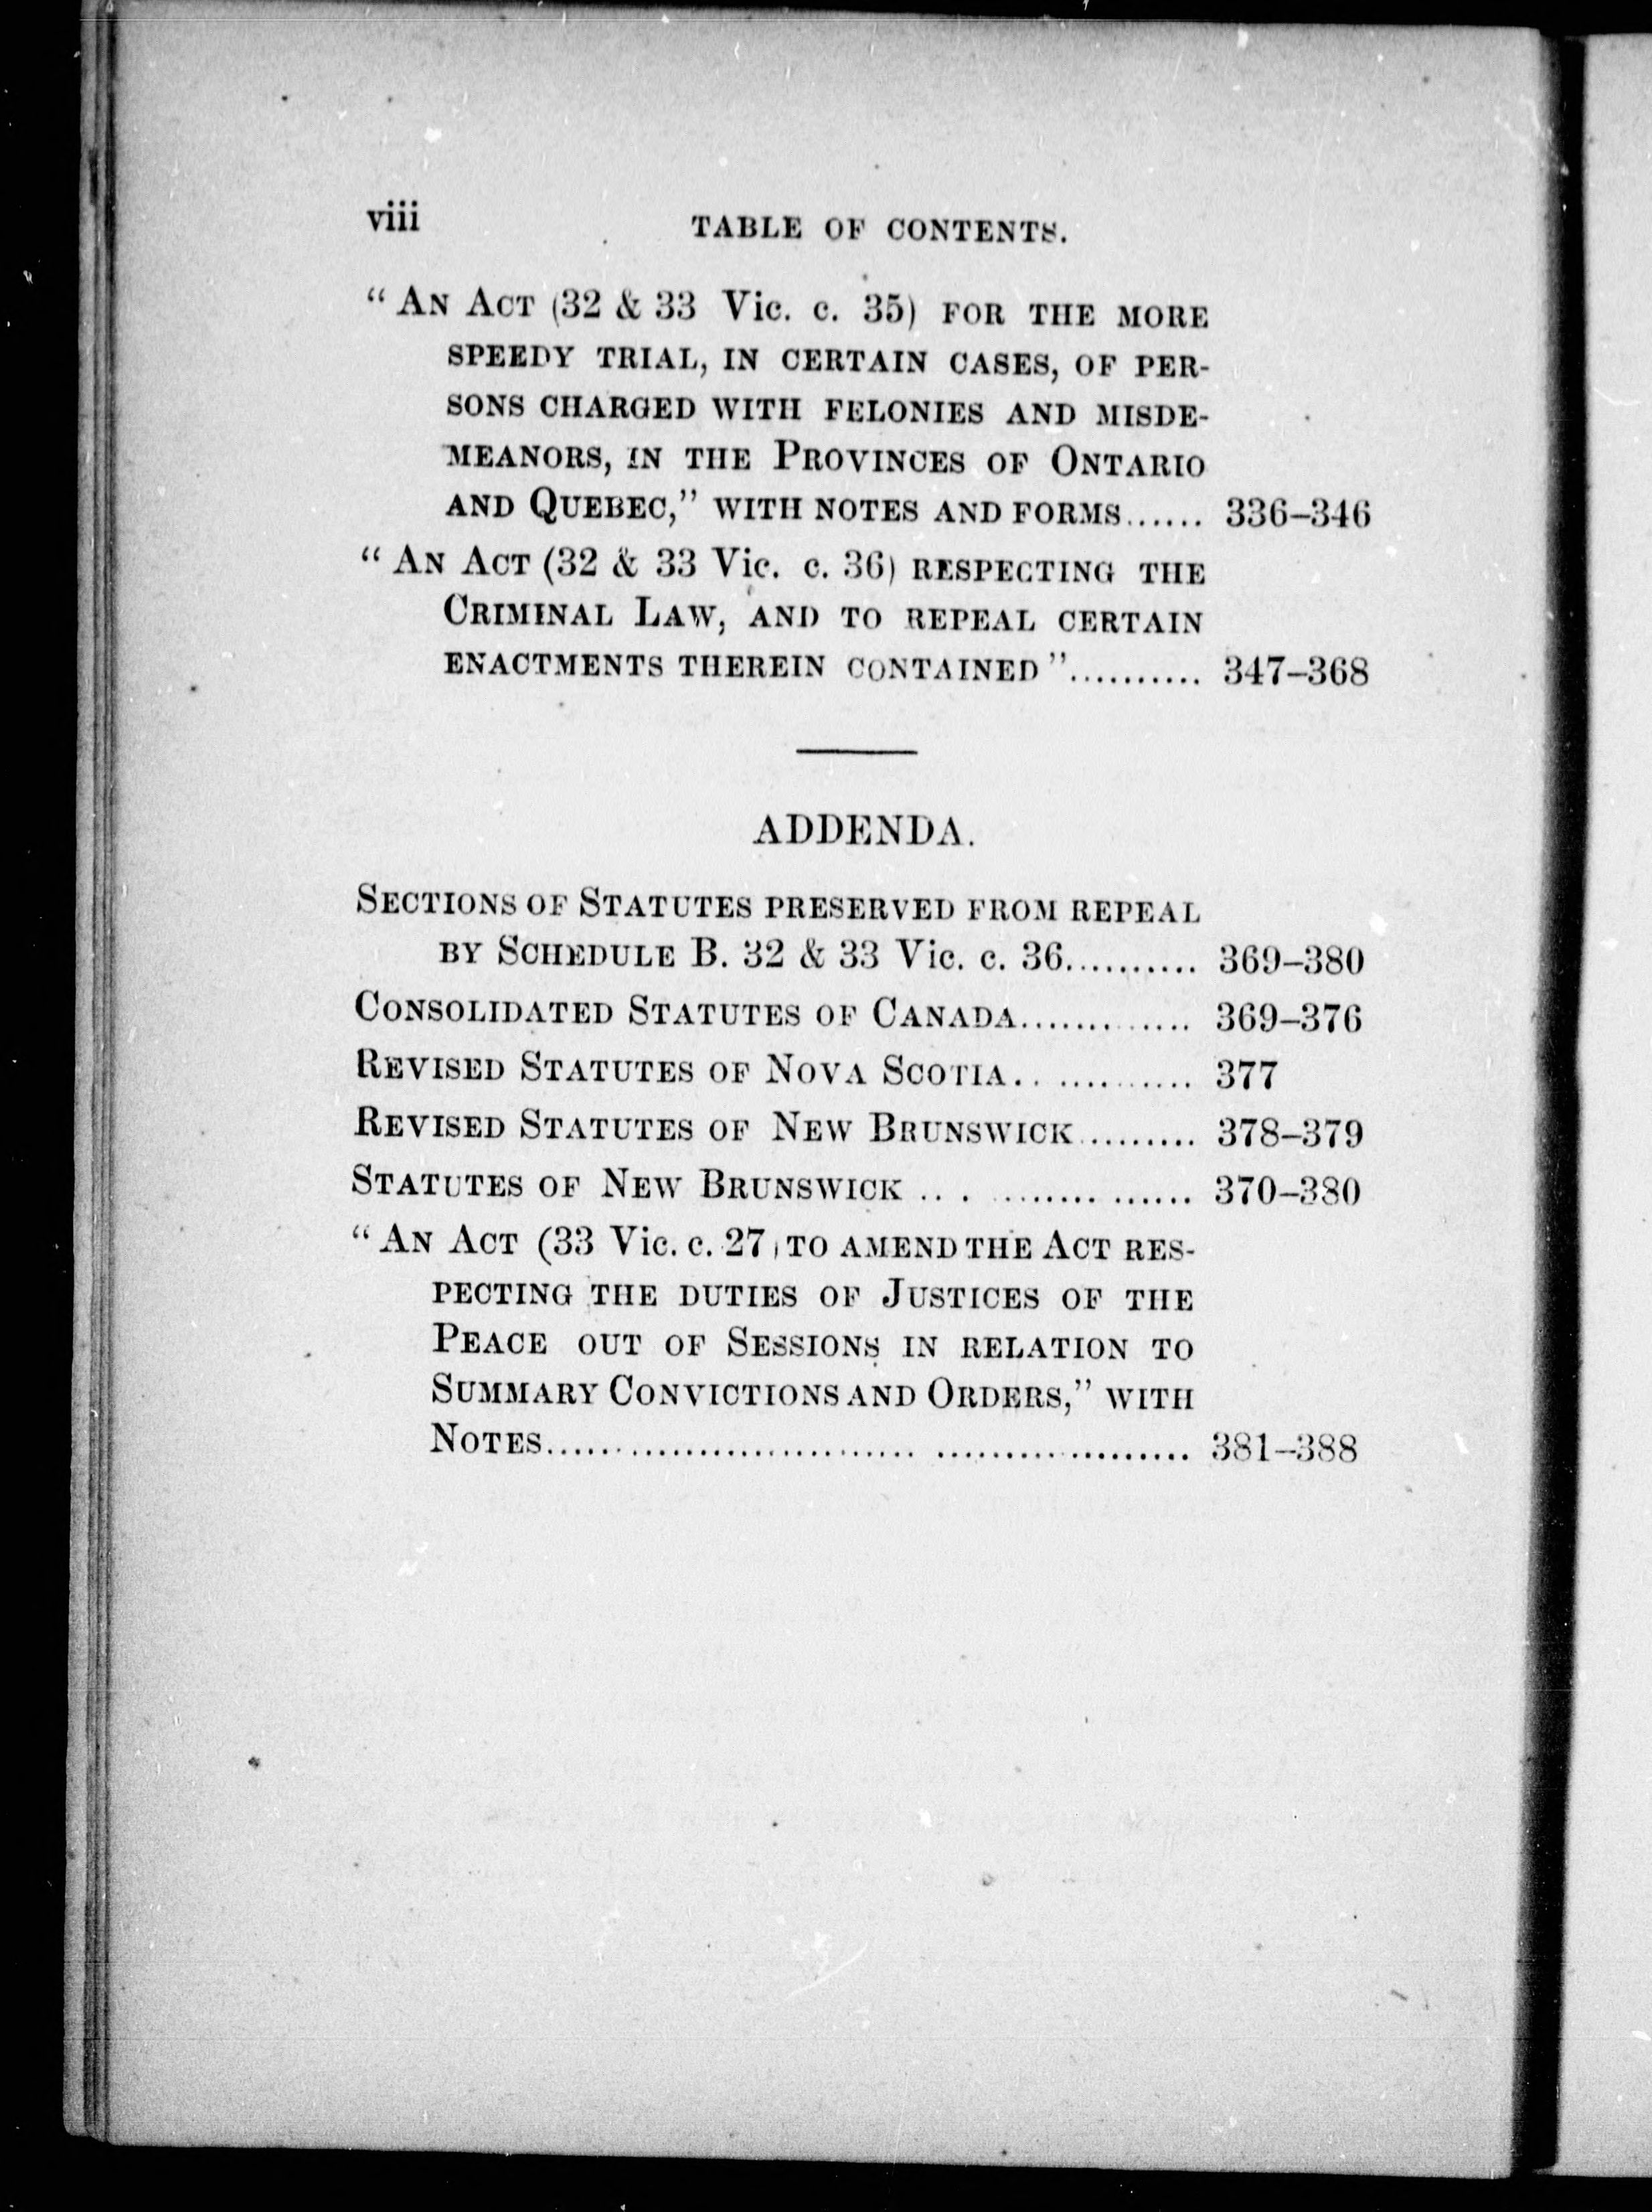 viii TABLE OF CONTENTS.
“ AN ACT (32 & 33 Vic. c. 35) FOR THE MORE
SPEEDY TRIAL, IN CERTAIN CASES, OF PER-
SONS CHARGED WITH FELONIES AND MISDE-
MEANORS, IN THE PROVINCES OF ONTARIO
AND QUEBEC,” WITH NOTES AND FORMS...... 336–346
“ AN ACT (32 & 33 Vic. c. 36) RESPECTING THE
CRIMINAL LAW, AND TO REPEAL CERTAIN
ENACTMENTS THEREIN CONTAINED ”.......... 347–368
ADDENDA.
SECTIONS OF STATUTES PRESERVED FROM REPEAL
BY SCHEDULE B. 32 & 33 Vic. c. 36.......... 369–380
CONSOLIDATED STATUTES OF CANADA............. 369–376
REVISED STATUTES OF NOVA SCOTIA.. ........... 377
REVISED STATUTES OF NEW BRUNSWICK......... 378–379
STATUTES OF NEW BRUNSWICK .. . ........ ...... 370–380
“ AN ACT (33 Vic. c. 27) TO AMEND THE ACT RES-
PECTING THE DUTIES OF JUSTICES OF THE
PEACE OUT OF SESSIONS IN RELATION TO
SUMMARY CONVICTIONS AND ORDERS,” WITH
NOTES............................ ................... 381–388